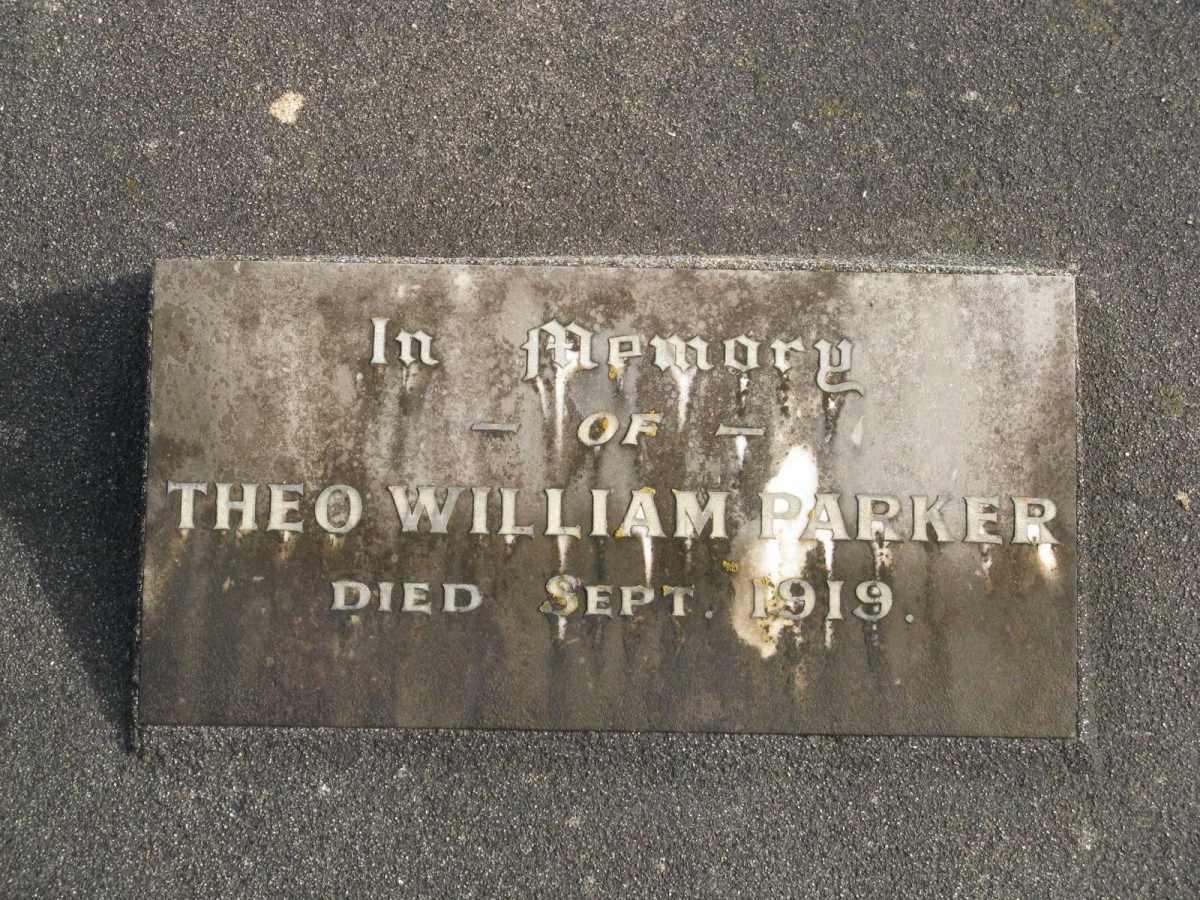 In Memory
- OF -
THEO WILLIAM PARKER
DIED SEPT. 1919.